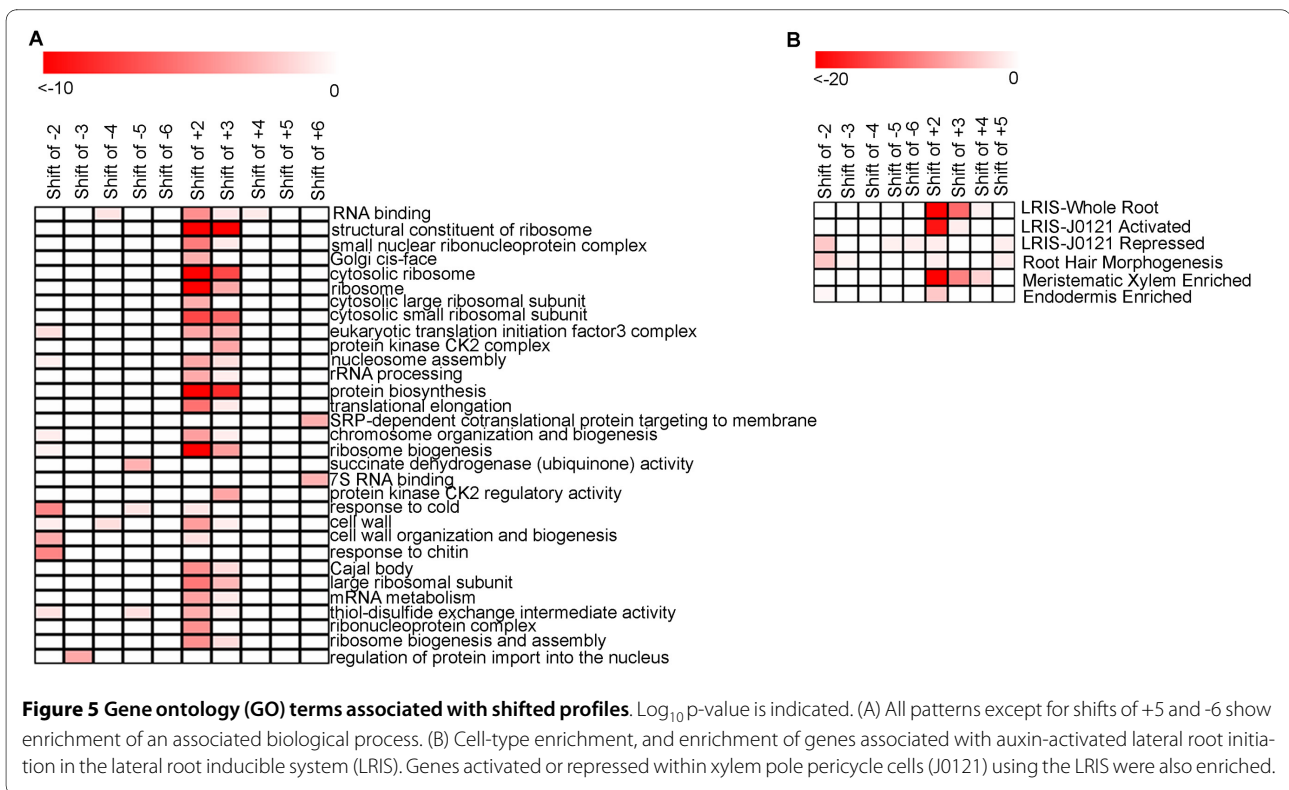 A
<-10 0
Shift of -2
Shift of -3
Shift of -4
Shift of -5
Shift of -6
Shift of +2
Shift of +3
Shift of +4
Shift of +5
Shift of +6
RNA binding
structural constituent of ribosome
small nuclear ribonucleoprotein complex
Golgi cis-face
cytosolic ribosome
ribosome
cytosolic large ribosomal subunit
cytosolic small ribosomal subunit
eukaryotic translation initiation factor3 complex
protein kinase CK2 complex
nucleosome assembly
rRNA processing
protein biosynthesis
translational elongation
SRP-dependent cotranslational protein targeting to membrane
chromosome organization and biogenesis
ribosome biogenesis
succinate dehydrogenase (ubiquinone) activity
7S RNA binding
protein kinase CK2 regulatory activity
response to cold
cell wall
cell wall organization and biogenesis
response to chitin
Cajal body
large ribosomal subunit
mRNA metabolism
thiol-disulfide exchange intermediate activity
ribonucleoprotein complex
ribosome biogenesis and assembly
regulation of protein import into the nucleus
B
<-20 0
Shift of -2
Shift of -3
Shift of -4
Shift of -5
Shift of -6
Shift of +2
Shift of +3
Shift of +4
Shift of +5
LRIS-Whole Root
LRIS-J0121 Activated
LRIS-J0121 Repressed
Root Hair Morphogenesis
Meristematic Xylem Enriched
Endodermis Enriched
Figure 5 Gene ontology (GO) terms associated with shifted profiles. Log10 p-value is indicated. (A) All patterns except for shifts of +5 and -6 show
enrichment of an associated biological process. (B) Cell-type enrichment, and enrichment of genes associated with auxin-activated lateral root initia-
tion in the lateral root inducible system (LRIS). Genes activated or repressed within xylem pole pericycle cells (J0121) using the LRIS were also enriched.